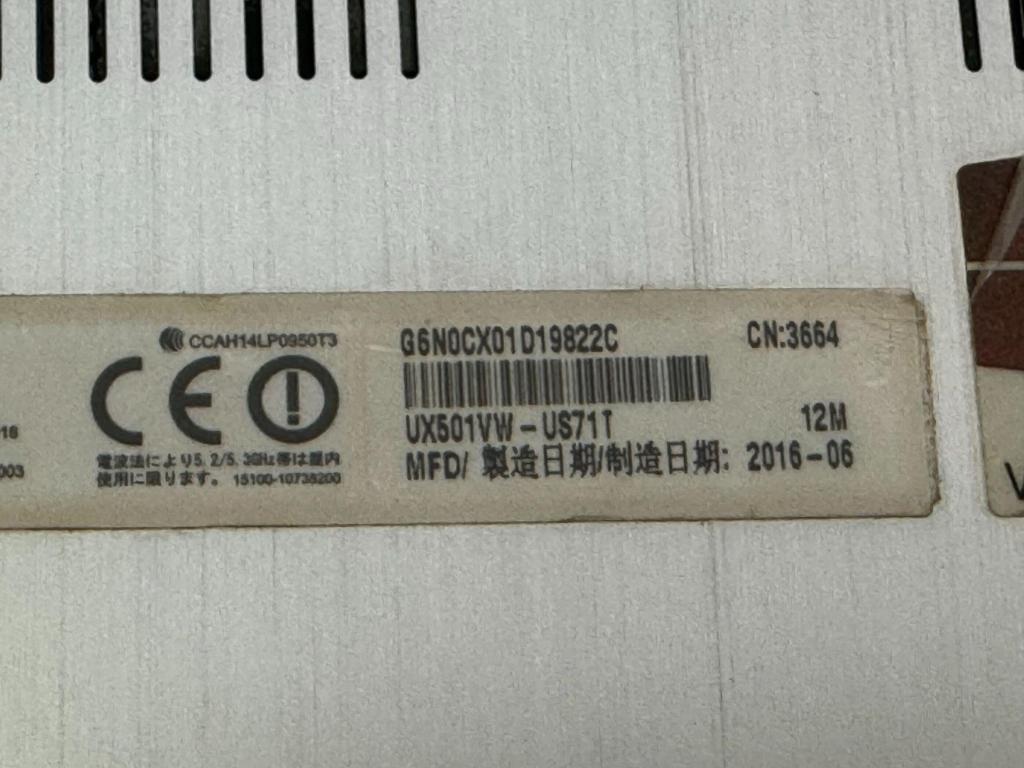 CCAH14LP0950T3
CE
G6N0CX01D19822C
CN:3664
UX501VW-US71T
12M
MFD/ 製造日期/制造日期: 2016-06
電波法により5.2/5.3GHz帯は屋内
使用に限ります。 15100-10735200
003